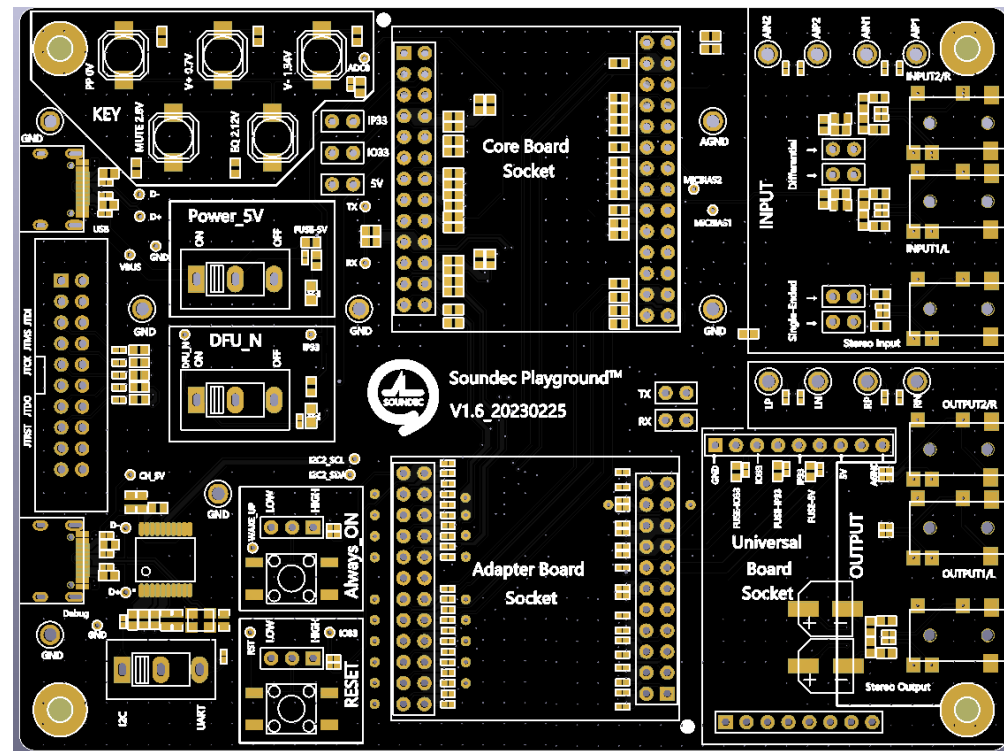 PP 0V
V+ 0.7V
V+ 1.34V
ADC9
KEY
MUTE 2.8V
EQ 2.12V
IP33
IO33
5V
GND
D-
D+
USB
VBUS
GND
TX
RX
Power_5V
ON
OFF
FUSE-5V
GND
GND
DFU_N
DFU_N
ON
OFF
IP33
JTDI
JTMS
JTCK
JTDO
JTRST
Core Board
Socket
AIN2
AIP2
AIN1
AIP1
INPUT2/R
AGND
MICBIAS2
MICBIAS1
Differential
INPUT
INPUT1/L
Single-Ended
Stereo Input
GND
SOUNDEC
Soundec Playground™
V1.6_20230225
TX
RX
LP
LN
RP
RN
OUTPUT2/R
GND
IO33
IP33
5V
AGND
FUSE-IO33
FUSE-IP33
FUSE-5V
Universal
Board
Socket
OUTPUT
OUTPUT1/L
Stereo Output
I2C2_SCL
I2C2_SDA
CH_5V
GND
D-
D+
Debug
GND
GND
WAKE_UP
LOW
HIGH
Always_ON
RST
LOW
HIGH
IO33
RESET
I2C
UART
Adapter Board
Socket